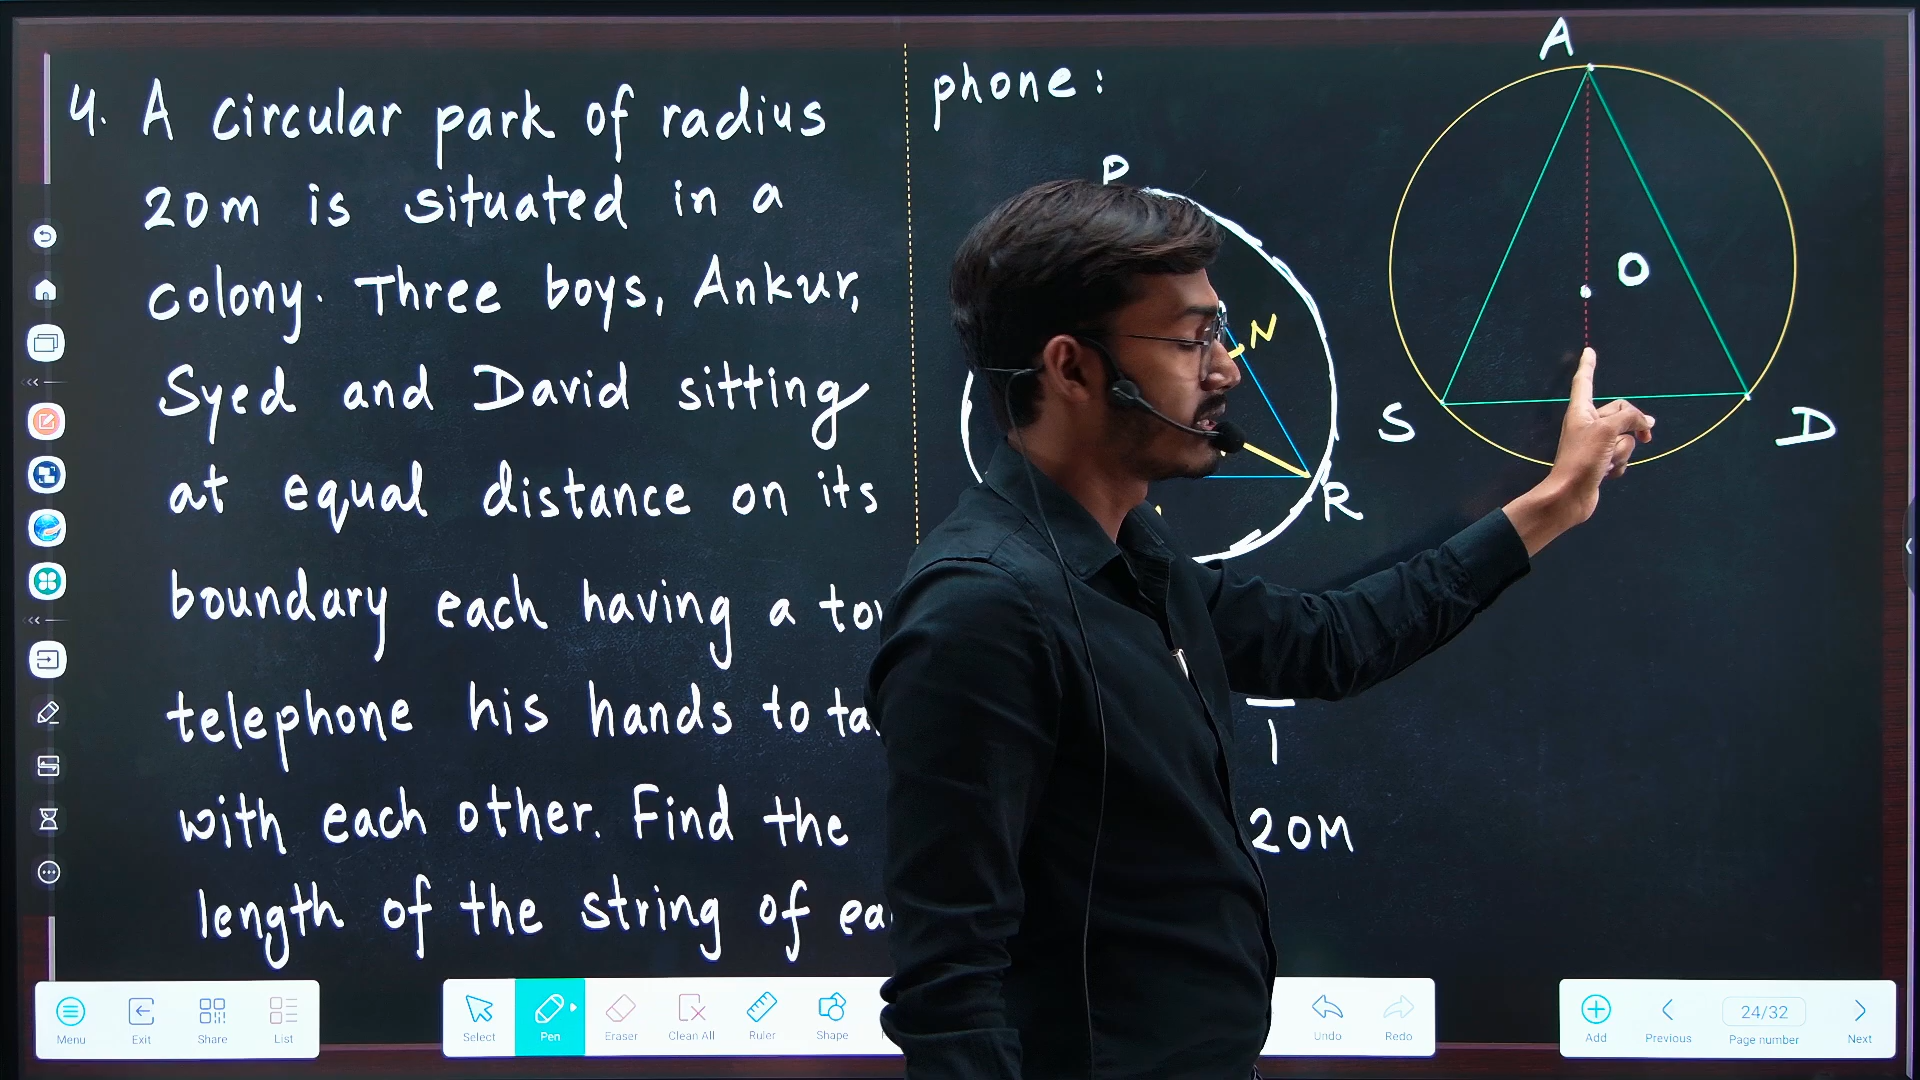 4. A circular park of radius
20m is situated in a
colony. Three boys, Ankur,
Syed and David sitting
at equal distance on its
boundary each having a
telephone his hands to
with each other. Find the
length of the string of
phone:
P
N
R
A
O
S
D
1
20M
Menu
Exit
Share
List
Select
Pen
Eraser
Clean All
Ruler
Shape
Undo
Redo
Add
Previous
24/32
Page number
Next